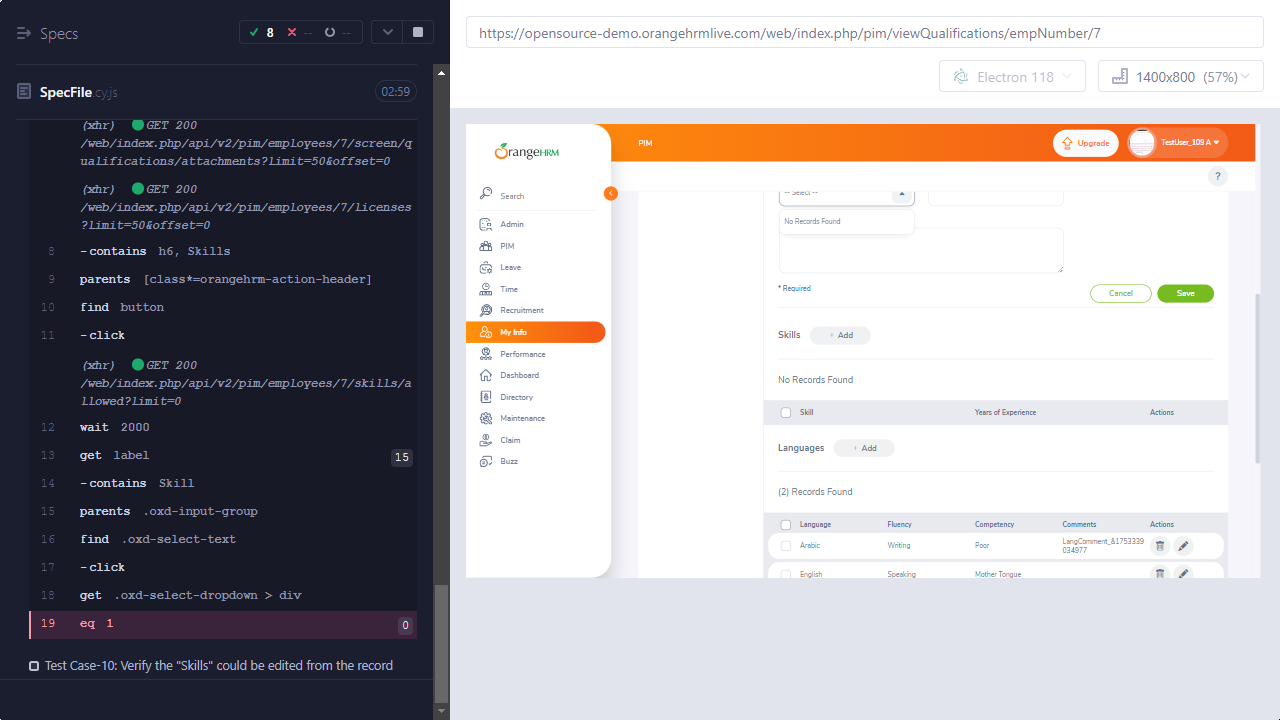 Specs
8 -- --
SpecFile.cy.js
02:59
(xhr) GET 200
/web/index.php/api/v2/pim/employees/7/screen/q
ualifications/attachments?limit=50&offset=0
(xhr) GET 200
/web/index.php/api/v2/pim/employees/7/licenses
?limit=50&offset=0
8 -contains h6, Skills
9 parents [class*=orangehrm-action-header]
10 find button
11 -click
(xhr) GET 200
/web/index.php/api/v2/pim/employees/7/skills/a
llowed?limit=0
12 wait 2000
13 get label 15
14 -contains Skill
15 parents .oxd-input-group
16 find .oxd-select-text
17 -click
18 get .oxd-select-dropdown > div
19 eq 1 0
Test Case-10: Verify the "Skills" could be edited from the record
https://opensource-demo.orangehrmlive.com/web/index.php/pim/viewQualifications/empNumber/7
Electron 118
1400x800 (57%)
OrangeHRM
PIM
Upgrade
TestUser_109 A
?
Search
Admin
PIM
Leave
Time
Recruitment
My Info
Performance
Dashboard
Directory
Maintenance
Claim
Buzz
-- Select --
No Records Found
* Required
Cancel
Save
Skills
+ Add
No Records Found
Skill Years of Experience Actions
Languages
+ Add
(2) Records Found
Language Fluency Competency Comments Actions
Arabic Writing Poor LangComment_&1753339
034977
English Speaking Mother Tongue